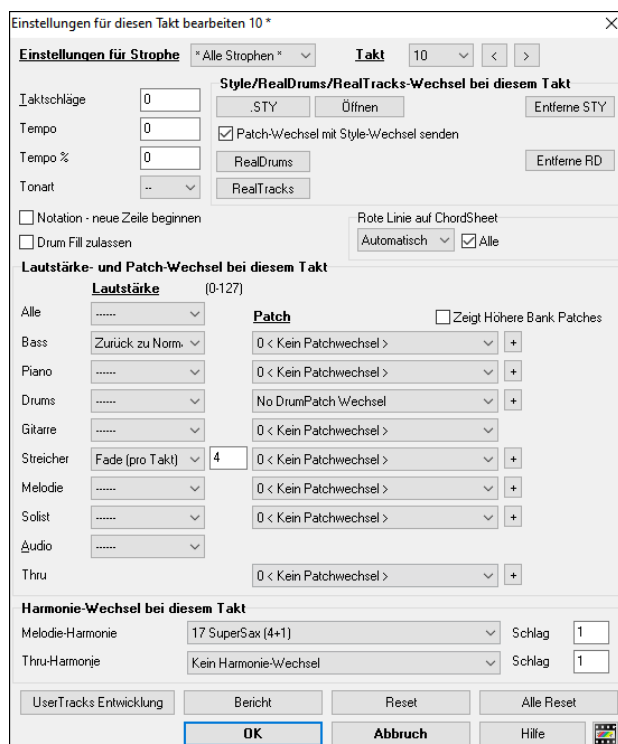 Einstellungen für diesen Takt bearbeiten 10 *
Einstellungen für Strophe * Alle Strophen * Takt 10 < >
Style/RealDrums/RealTracks-Wechsel bei diesem Takt
Taktschläge 0 .STY Öffnen Entferne STY
Tempo 0 Patch-Wechsel mit Style-Wechsel senden
Tempo % 0 RealDrums Entferne RD
Tonart -- RealTracks
Notation - neue Zeile beginnen
Rote Linie auf ChordSheet
Drum Fill zulassen Automatisch Alle
Lautstärke- und Patch-Wechsel bei diesem Takt
Lautstärke (0-127)
Alle ------ Patch Zeigt Höhere Bank Patches
Bass Zurück zu Norm. 0 < Kein Patchwechsel > +
Piano ------ 0 < Kein Patchwechsel > +
Drums ------ No DrumPatch Wechsel +
Gitarre ------ 0 < Kein Patchwechsel >
Streicher Fade (pro Takt) 4 0 < Kein Patchwechsel > +
Melodie ------ 0 < Kein Patchwechsel > +
Solist ------ 0 < Kein Patchwechsel > +
Audio ------
Thru 0 < Kein Patchwechsel > +
Harmonie-Wechsel bei diesem Takt
Melodie-Harmonie 17 SuperSax (4+1) Schlag 1
Thru-Harmonie Kein Harmonie-Wechsel Schlag 1
UserTracks Entwicklung Bericht Reset Alle Reset
OK Abbruch Hilfe